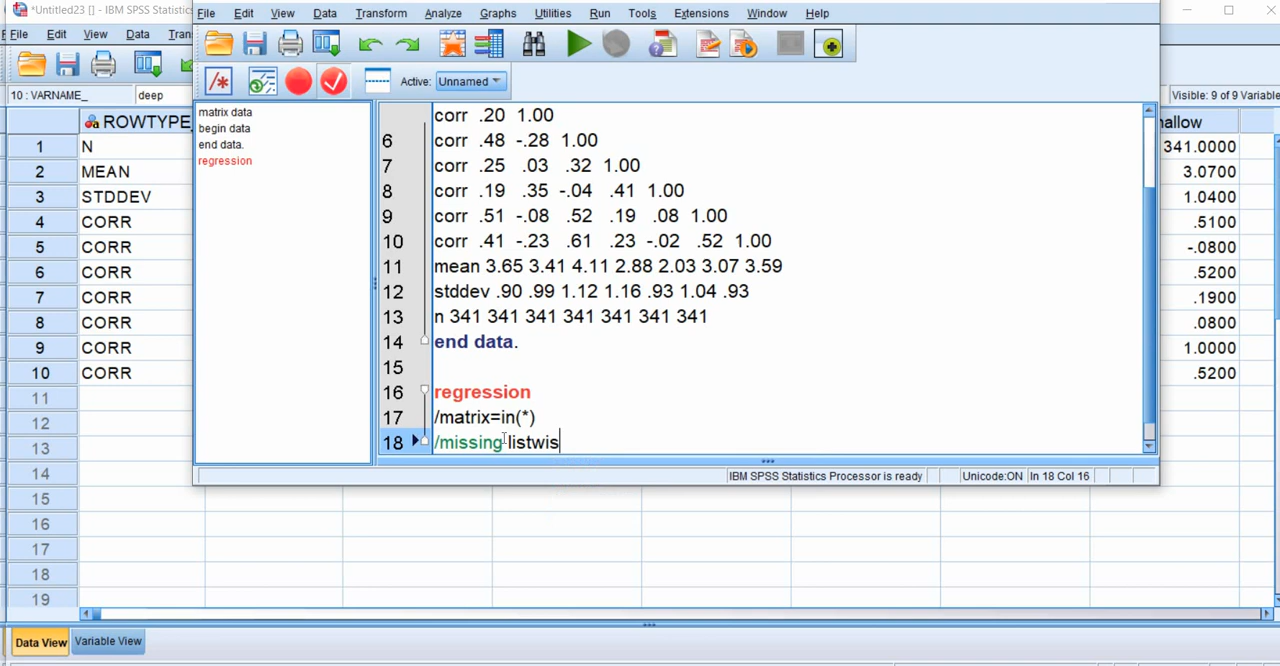 *Untitled23 [] - IBM SPSS Statistics
File Edit View Data Transform Analyze Graphs Utilities Run Tools Extensions Window Help
File Edit View Data Tran
Active: Unnamed
10 : VARNAME_ deep Visible: 9 of 9 Variable
matrix data
begin data
end data.
regression
corr .20 1.00
6 corr .48 -.28 1.00
7 corr .25 .03 .32 1.00
8 corr .19 .35 -.04 .41 1.00
9 corr .51 -.08 .52 .19 .08 1.00
10 corr .41 -.23 .61 .23 -.02 .52 1.00
11 mean 3.65 3.41 4.11 2.88 2.03 3.07 3.59
12 stddev .90 .99 1.12 1.16 .93 1.04 .93
13 n 341 341 341 341 341 341 341
14 end data.
15
16 regression
17 /matrix=in(*)
18 /missing listwis
IBM SPSS Statistics Processor is ready Unicode:ON In 18 Col 16
ROWTYPE_ hallow
1 N 341.0000
2 MEAN 3.0700
3 STDDEV 1.0400
4 CORR .5100
5 CORR -.0800
6 CORR .5200
7 CORR .1900
8 CORR .0800
9 CORR 1.0000
10 CORR .5200
11
12
13
14
15
16
17
18
19
Data View Variable View